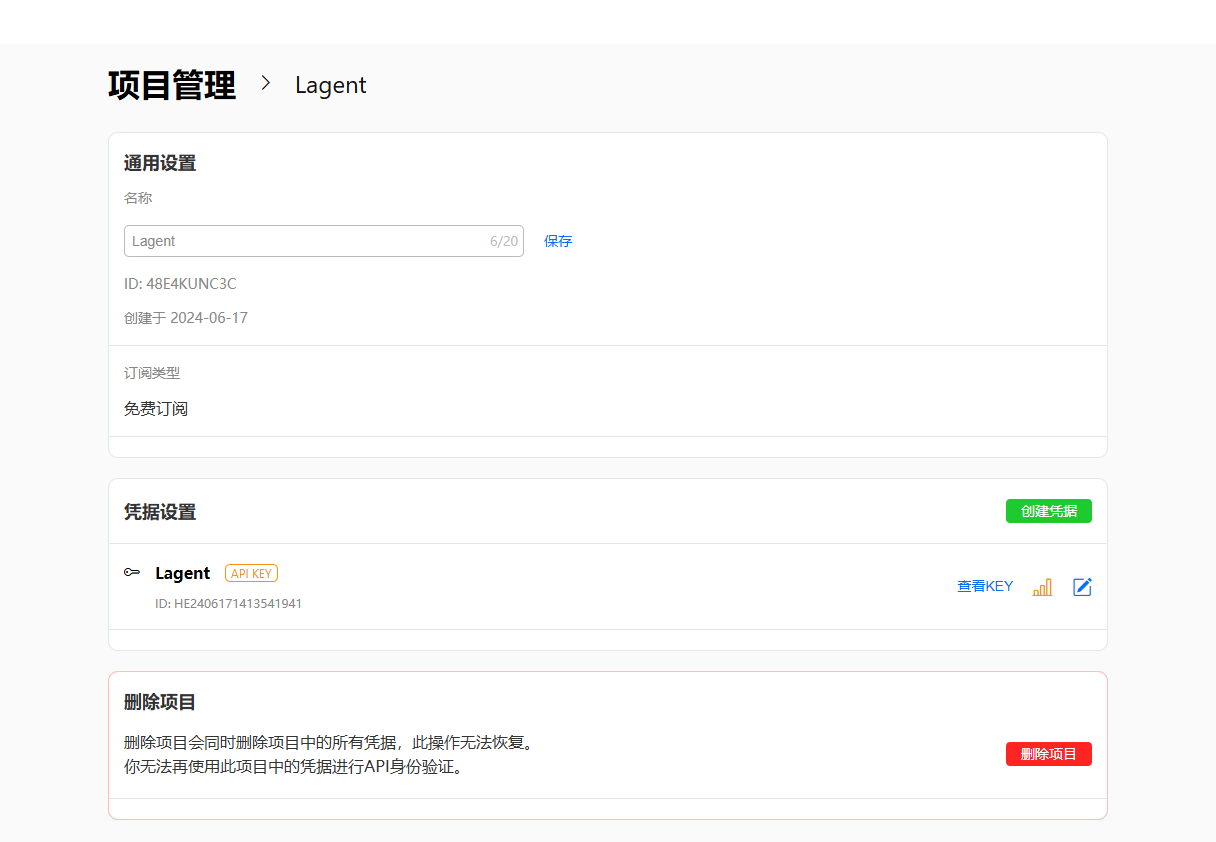 项目管理 > Lagent
通用设置
名称
Lagent 6/20 保存
ID: 48E4KUNC3C
创建于 2024-06-17
订阅类型
免费订阅
凭据设置 创建凭据
Lagent API KEY
查看KEY
ID: HE2406171413541941
删除项目
删除项目会同时删除项目中的所有凭据，此操作无法恢复。
你无法再使用此项目中的凭据进行API身份验证。
删除项目